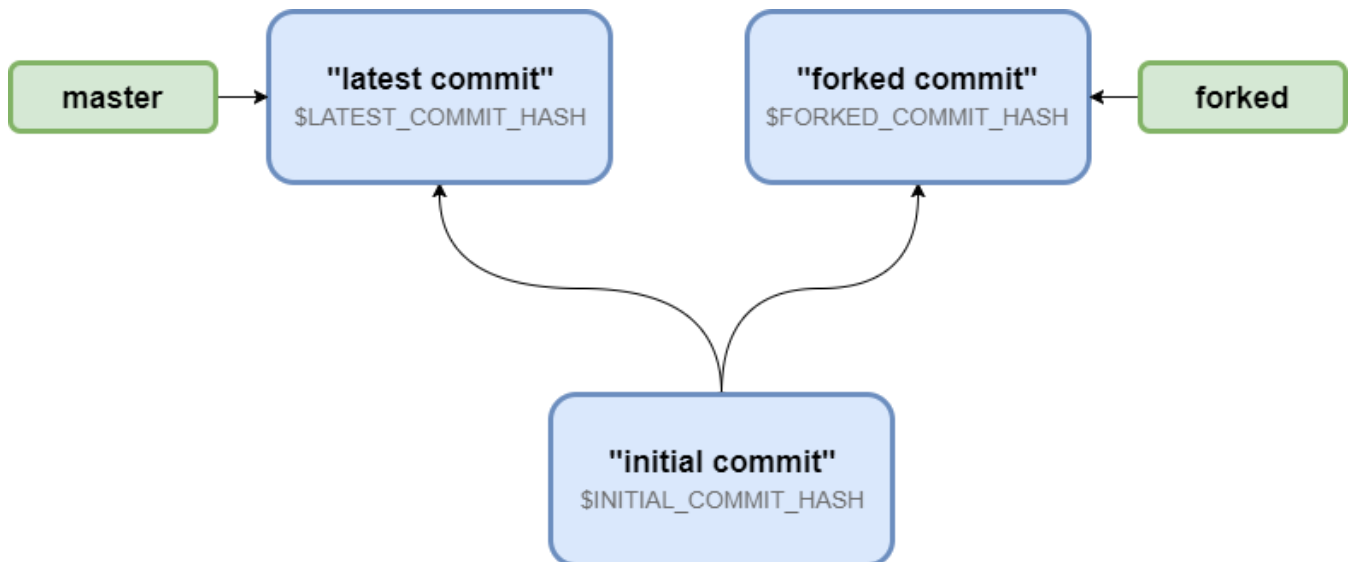 "latest commit"
$LATEST_COMMIT_HASH
"forked commit"
$FORKED_COMMIT_HASH
master
forked
"initial commit"
$INITIAL_COMMIT_HASH